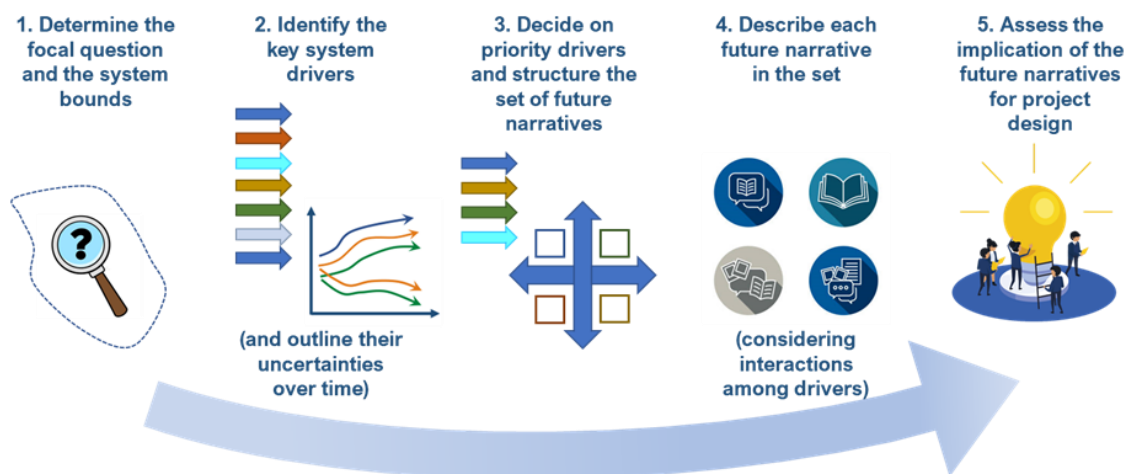 1. Determine the
focal question
and the system
bounds
2. Identify the
key system
drivers
(and outline their
uncertainties
over time)
3. Decide on
priority drivers
and structure the
set of future
narratives
4. Describe each
future narrative
in the set
(considering
interactions
among drivers)
5. Assess the
implication of the
future narratives
for project
design
?